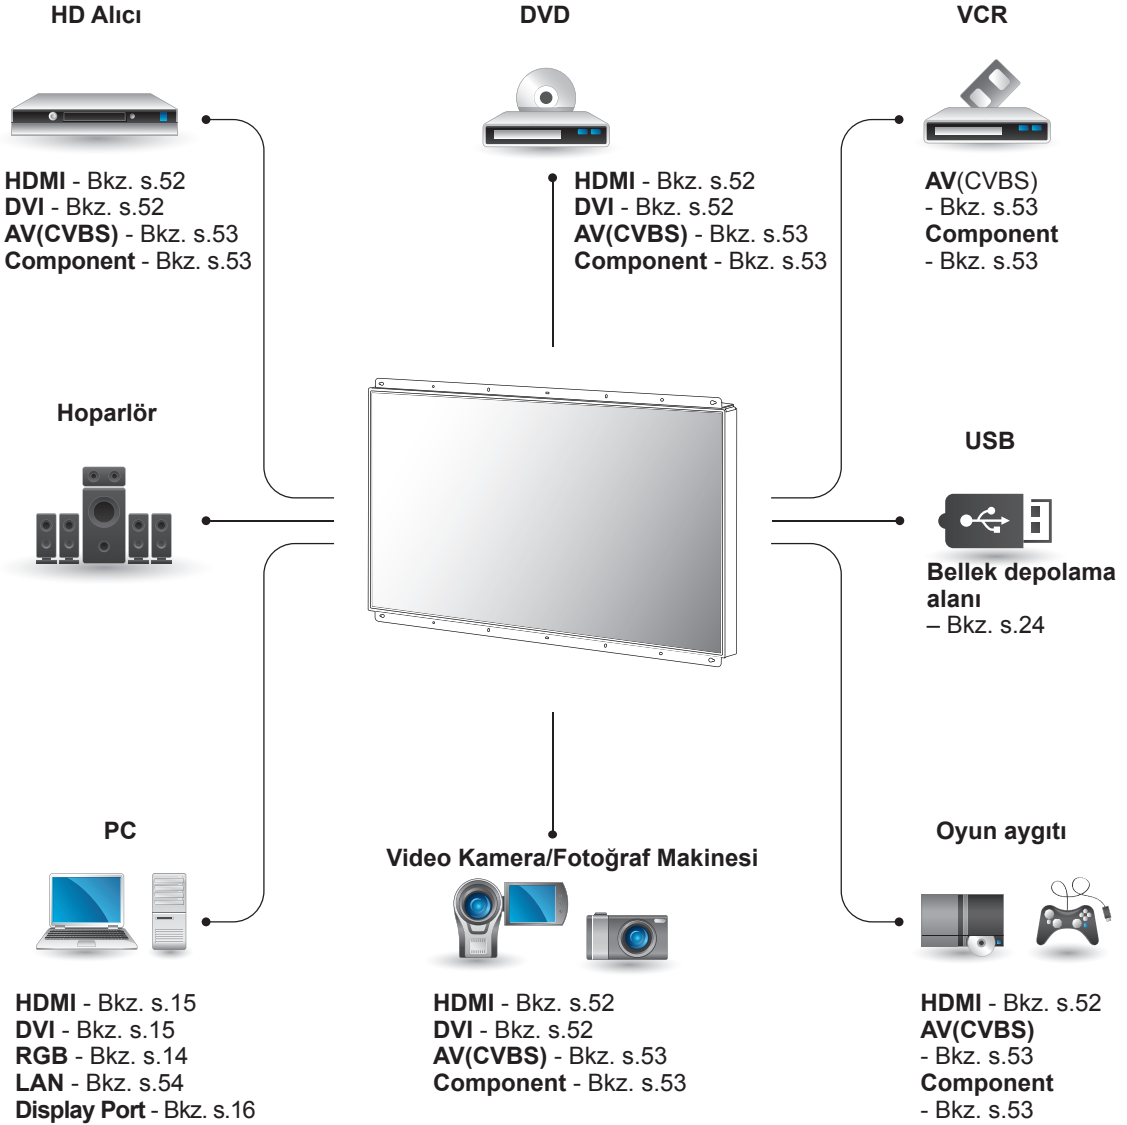 HD Alıcı
HDMI - Bkz. s.52
DVI - Bkz. s.52
AV(CVBS) - Bkz. s.53
Component - Bkz. s.53
DVD
HDMI - Bkz. s.52
DVI - Bkz. s.52
AV(CVBS) - Bkz. s.53
Component - Bkz. s.53
VCR
AV(CVBS)
- Bkz. s.53
Component
- Bkz. s.53
Hoparlör
USB
Bellek depolama
alanı
– Bkz. s.24
PC
HDMI - Bkz. s.15
DVI - Bkz. s.15
RGB - Bkz. s.14
LAN - Bkz. s.54
Display Port - Bkz. s.16
Video Kamera/Fotoğraf Makinesi
HDMI - Bkz. s.52
DVI - Bkz. s.52
AV(CVBS) - Bkz. s.53
Component - Bkz. s.53
Oyun aygıtı
HDMI - Bkz. s.52
AV(CVBS)
- Bkz. s.53
Component
- Bkz. s.53